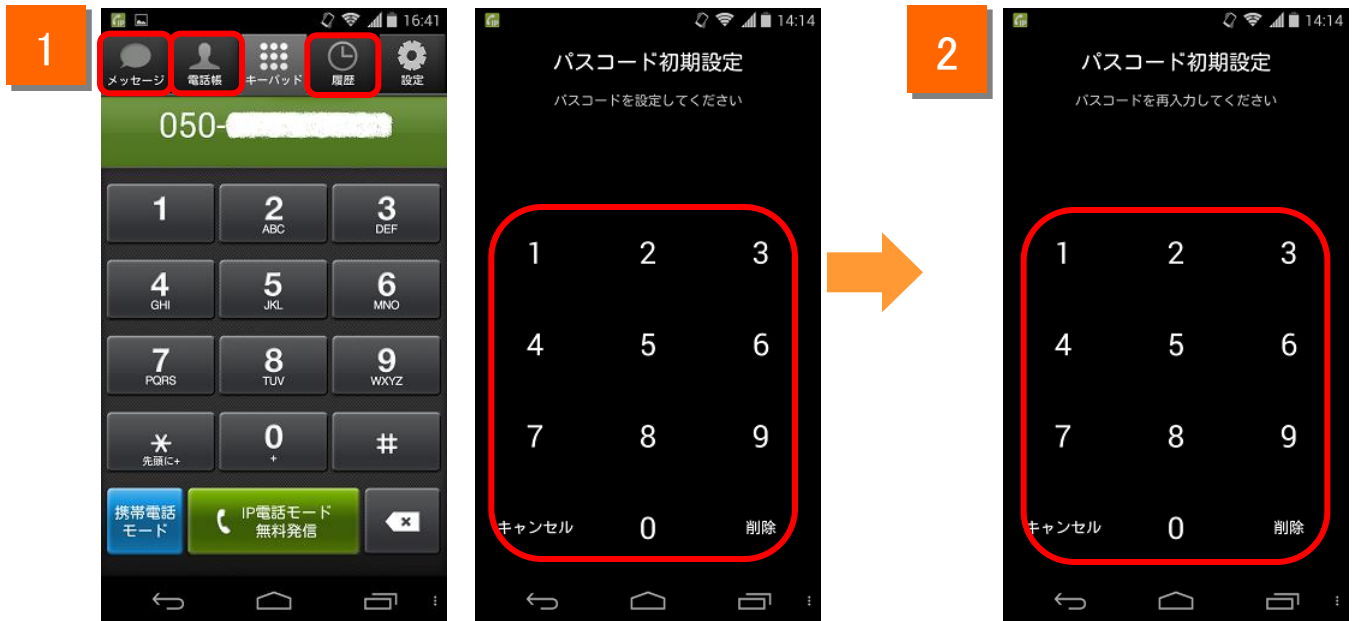 1
16:41
メッセージ
電話帳
キーパッド
履歴
設定
050-
1
2
ABC
3
DEF
4
GHI
5
JKL
6
MNO
7
PQRS
8
TUV
9
WXYZ
*
先頭に+
0
+
#
携帯電話
モード
IP電話モード
無料発信
14:14
パスコード初期設定
パスコードを設定してください
1 2 3
4 5 6
7 8 9
キャンセル 0 削除
2
14:14
パスコード初期設定
パスコードを再入力してください
1 2 3
4 5 6
7 8 9
キャンセル 0 削除